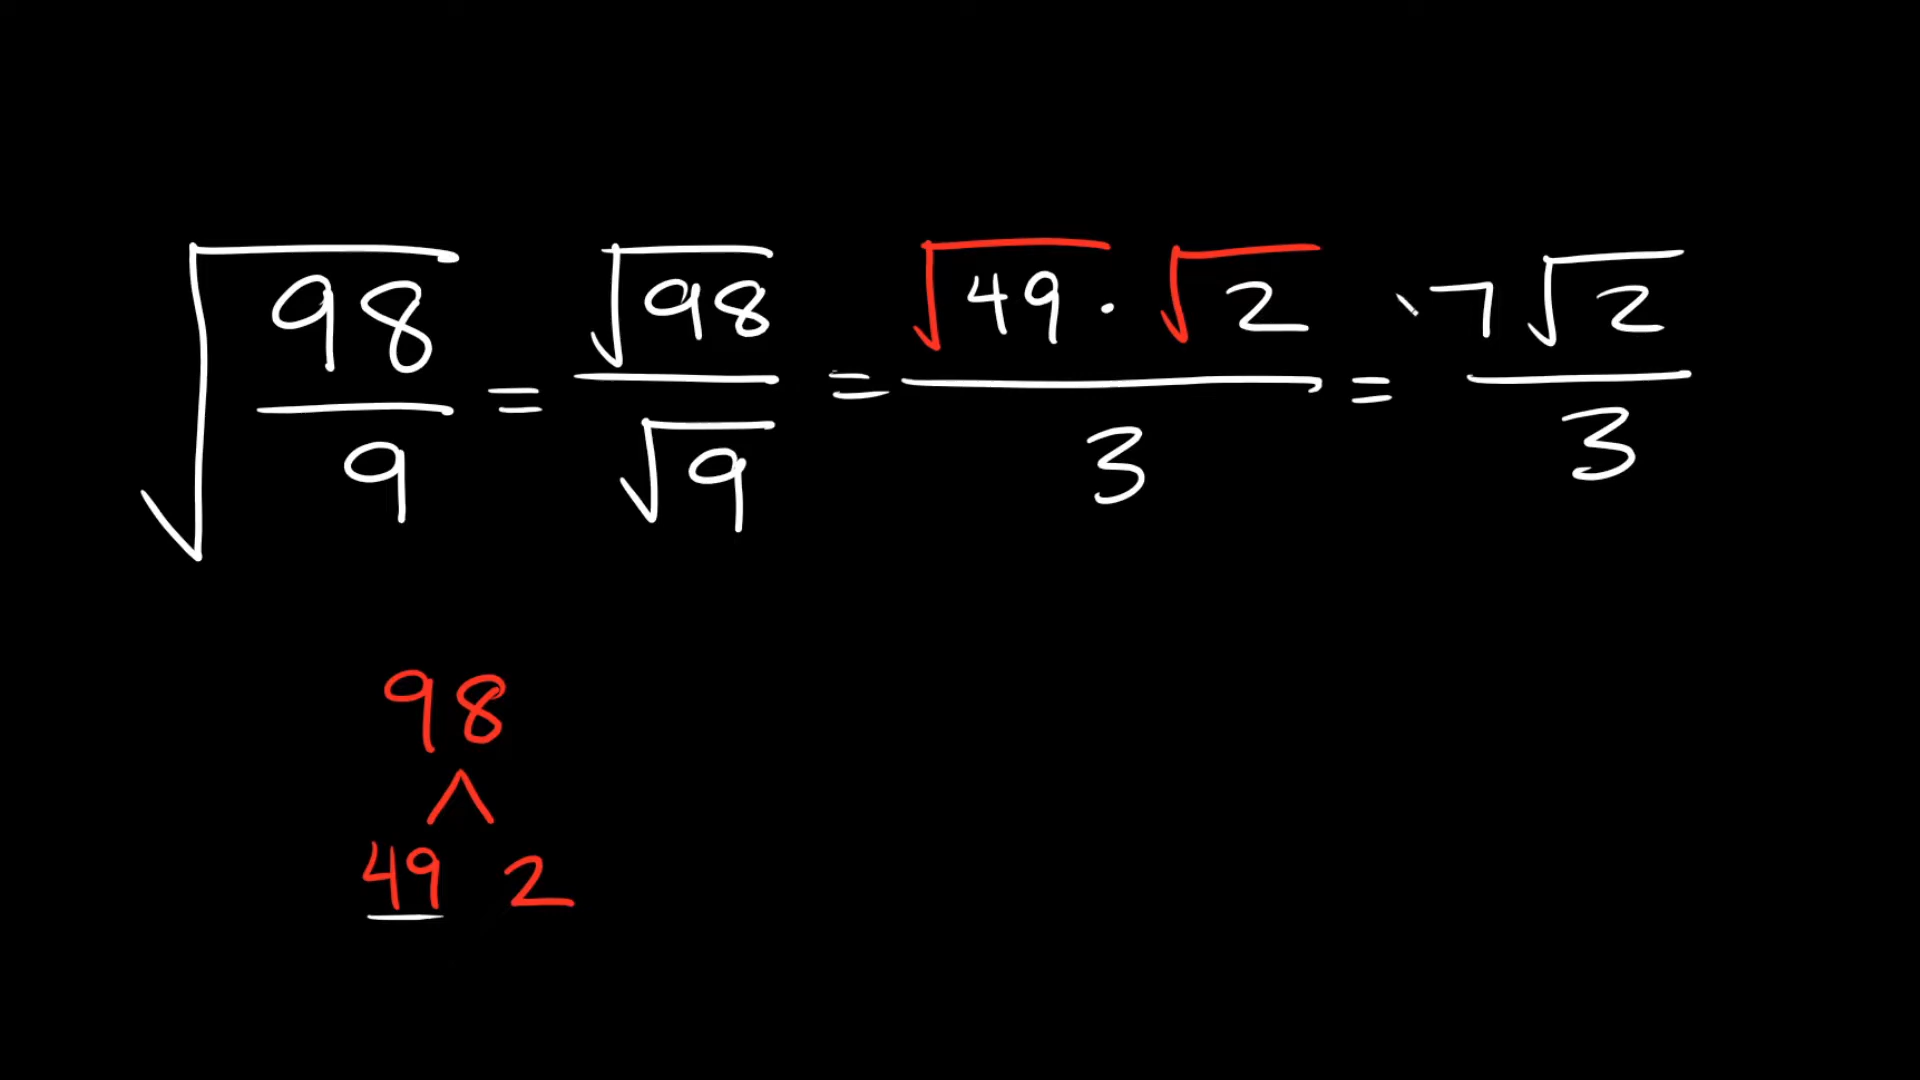 √(98/9) = √98/√9 = √49 · √2/3 = 7√2/3
98
49 2